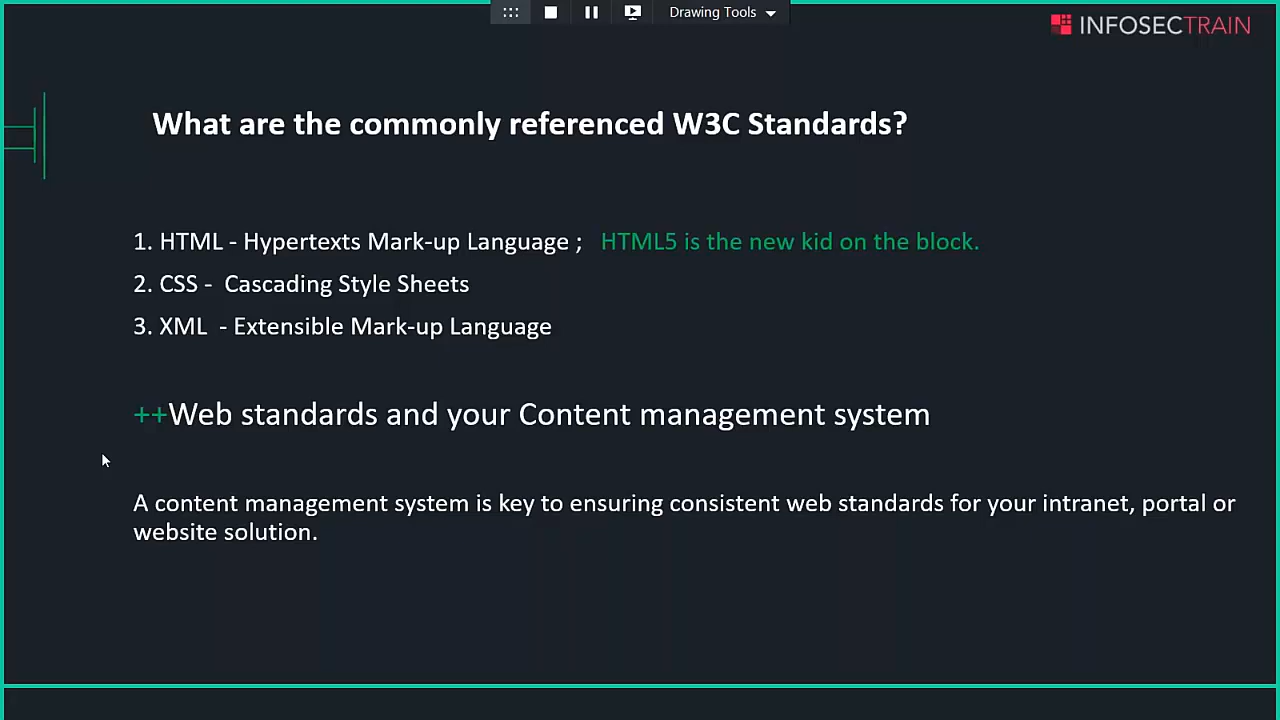 Drawing Tools
INFOSECTRAIN
What are the commonly referenced W3C Standards?
1. HTML - Hypertexts Mark-up Language ; HTML5 is the new kid on the block.
2. CSS - Cascading Style Sheets
3. XML - Extensible Mark-up Language
++Web standards and your Content management system
A content management system is key to ensuring consistent web standards for your intranet, portal or
website solution.